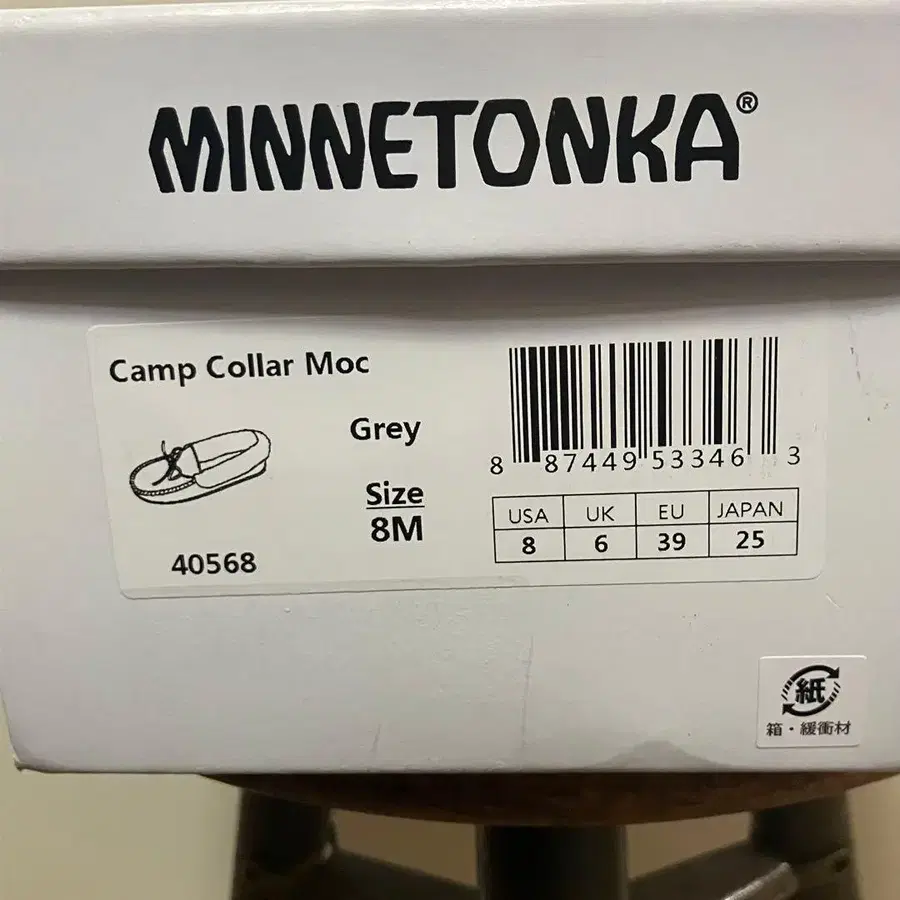 MINNETONKA®
Camp Collar Moc
Grey
Size
8M
40568
8 87449 53346 3
USA UK EU JAPAN
8 6 39 25
紙
箱・緩衝材